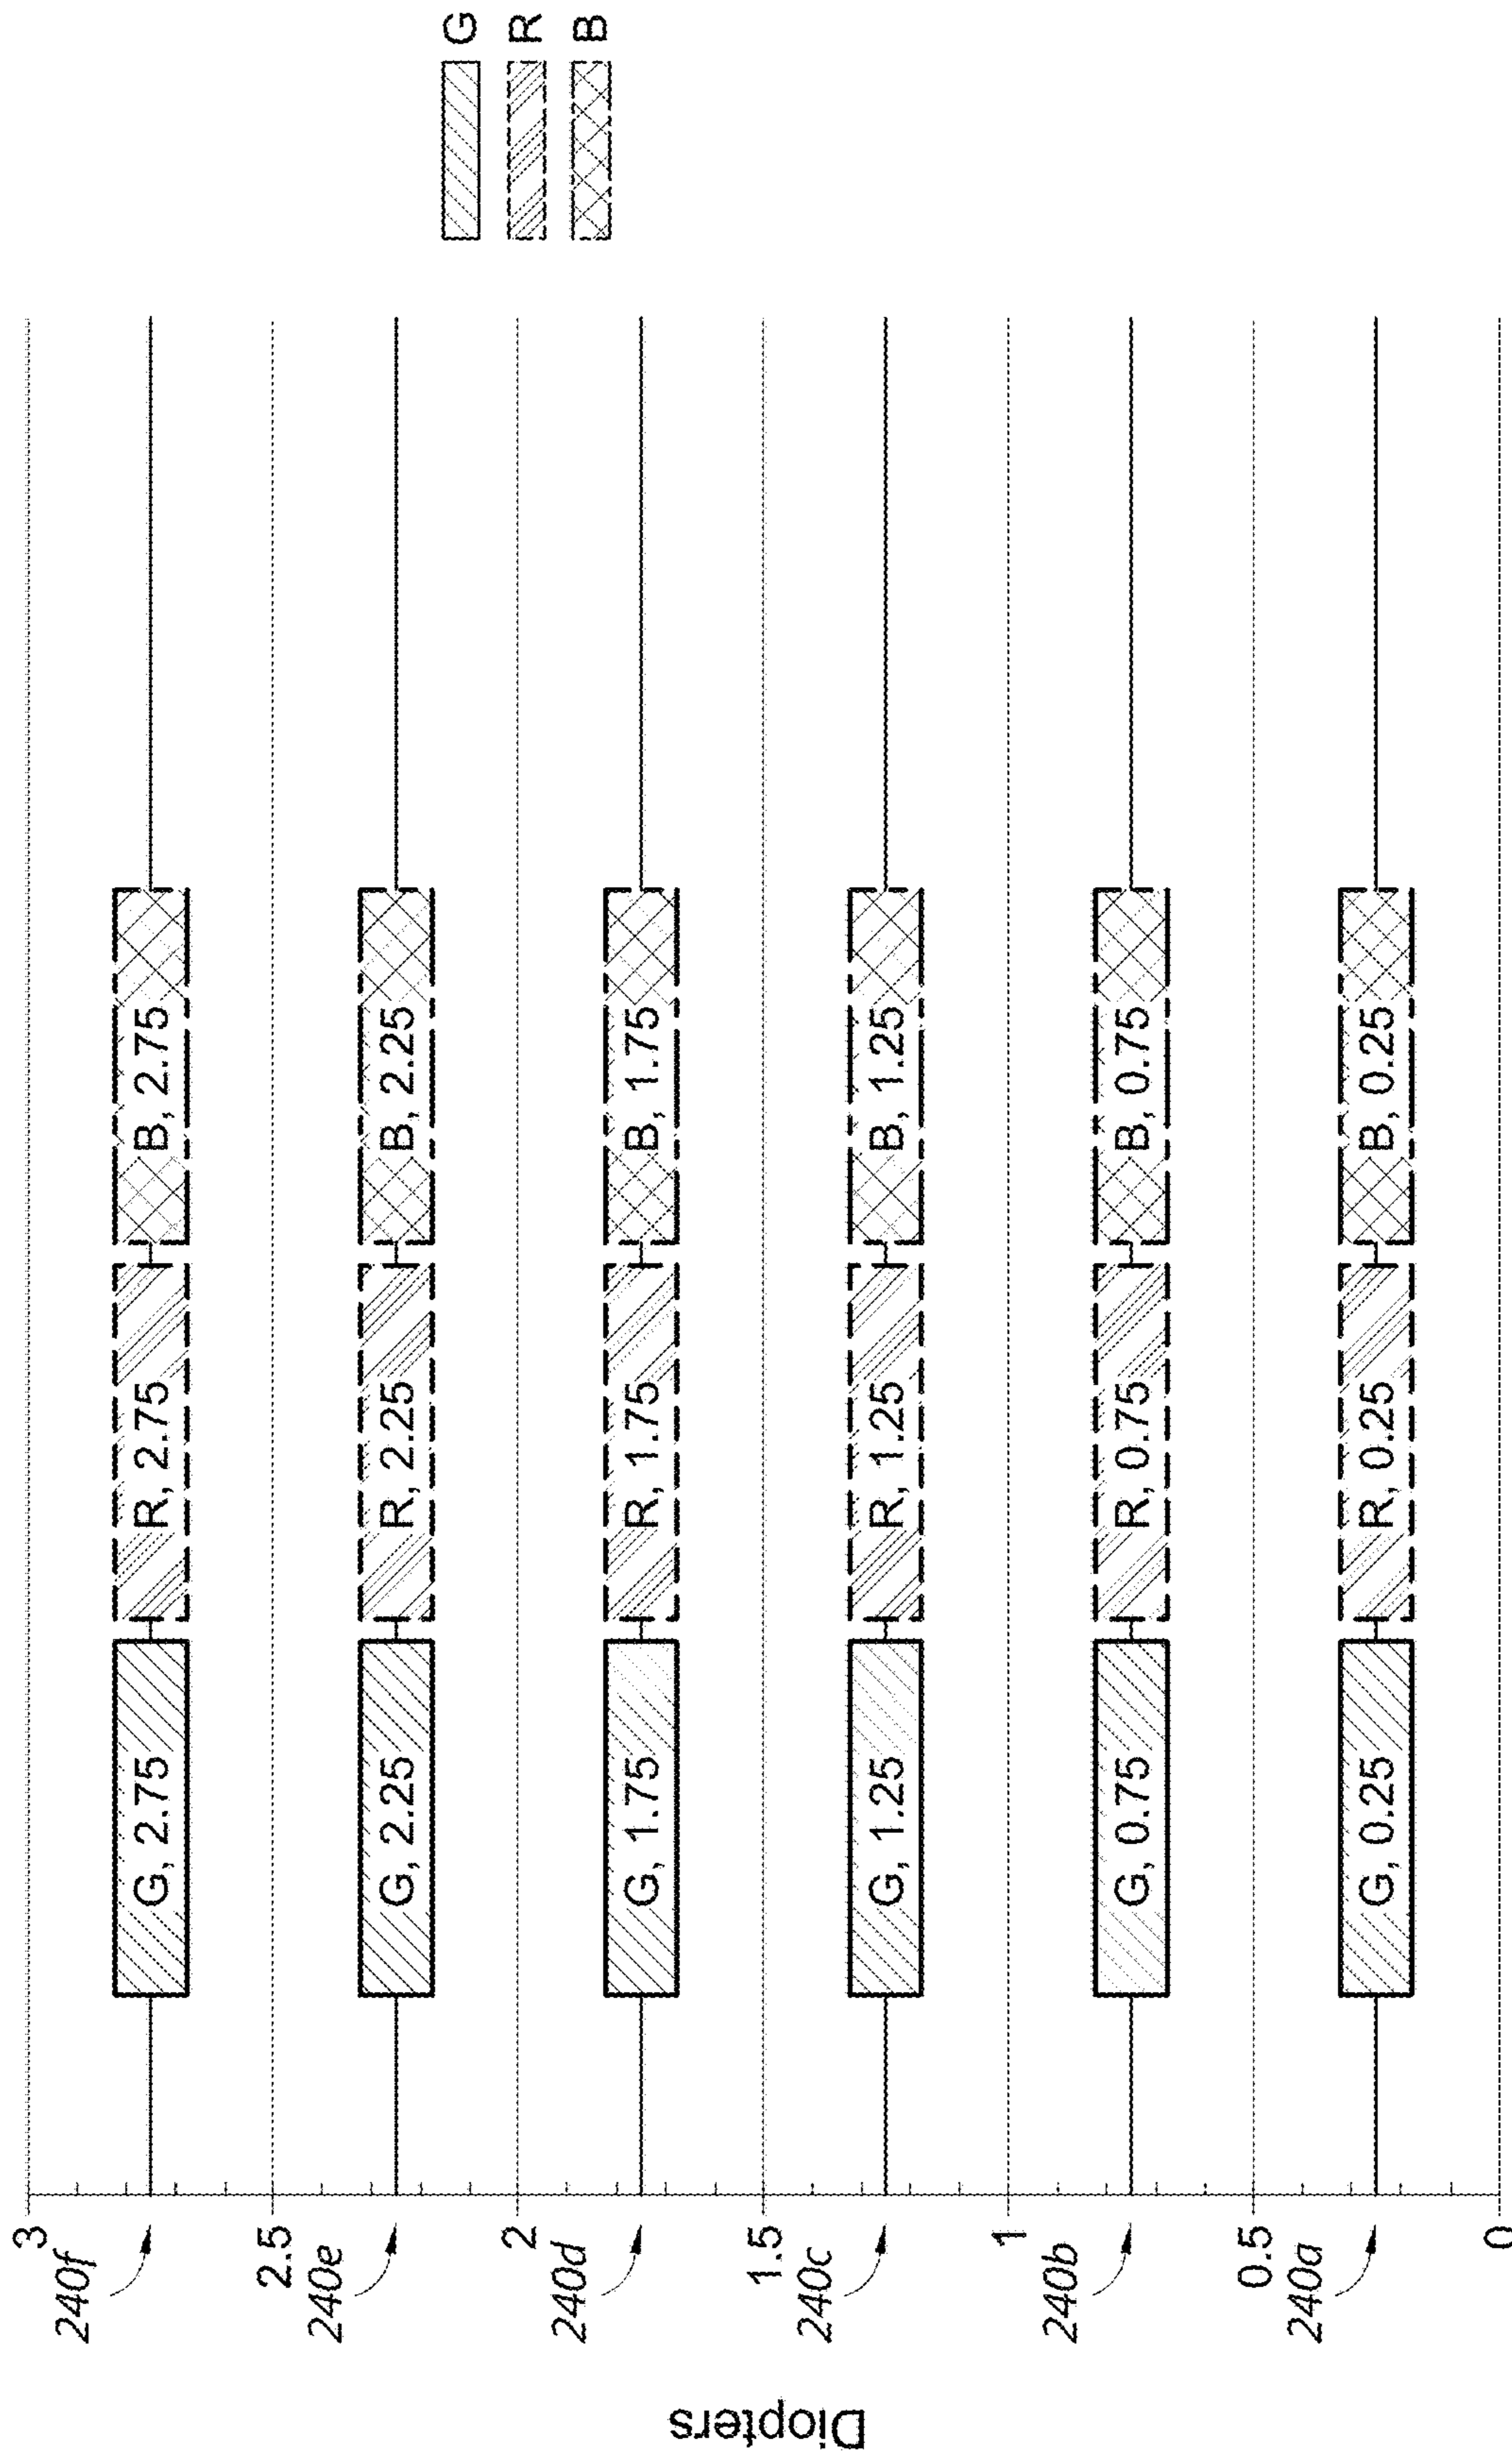 Diopters
3
240f
G, 2.75
R, 2.75
B, 2.75
2.5
240e
G, 2.25
R, 2.25
B, 2.25
2
240d
G, 1.75
R, 1.75
B, 1.75
1.5
240c
G, 1.25
R, 1.25
B, 1.25
1
240b
G, 0.75
R, 0.75
B, 0.75
0.5
240a
G, 0.25
R, 0.25
B, 0.25
0
G
R
B